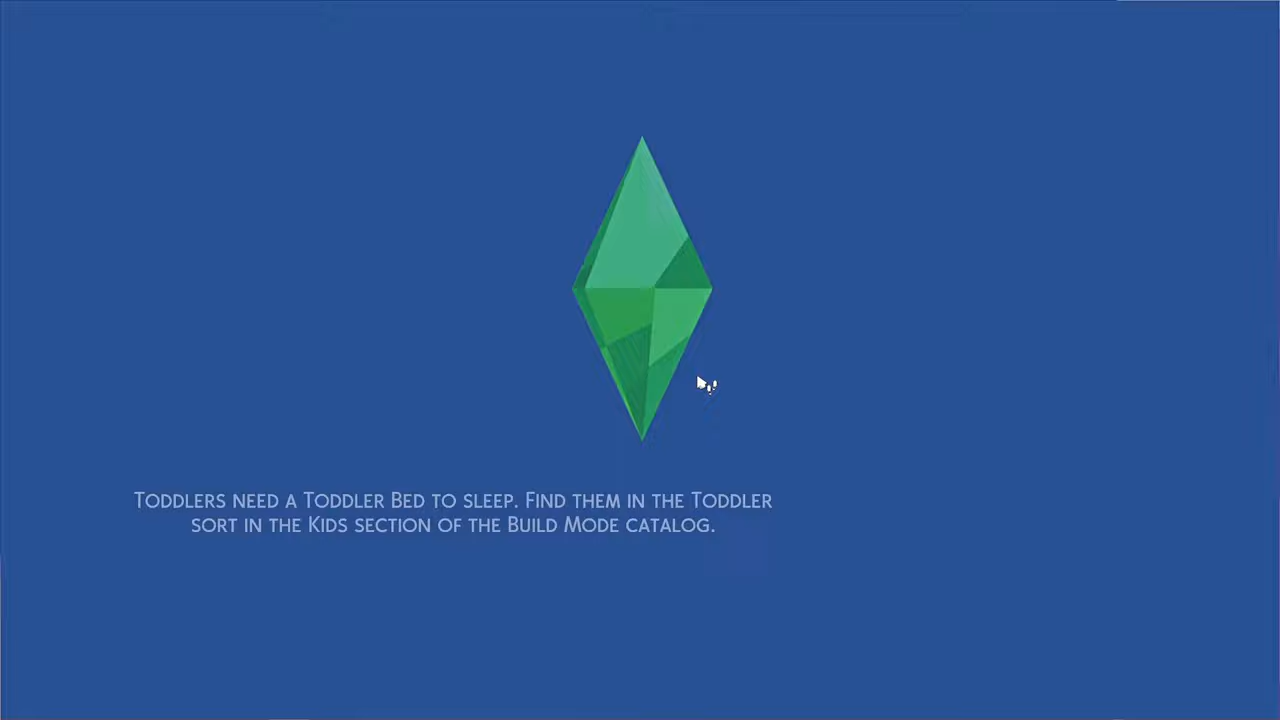 Toddlers need a Toddler Bed to sleep. Find them in the Toddler
sort in the Kids section of the Build Mode catalog.